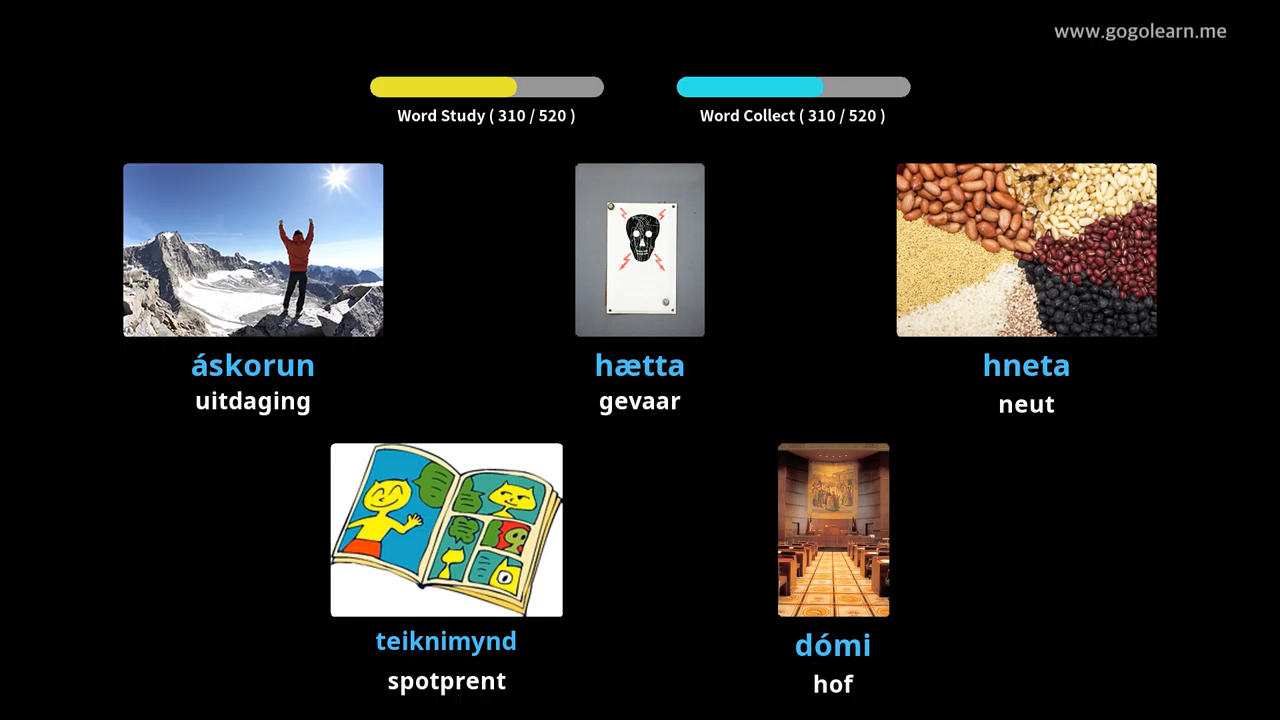 www.gogolearn.me
Word Study ( 310 / 520 )
Word Collect ( 310 / 520 )
áskorun
uitdaging
hætta
gevaar
hneta
neut
teiknimynd
spotprent
dómi
hof